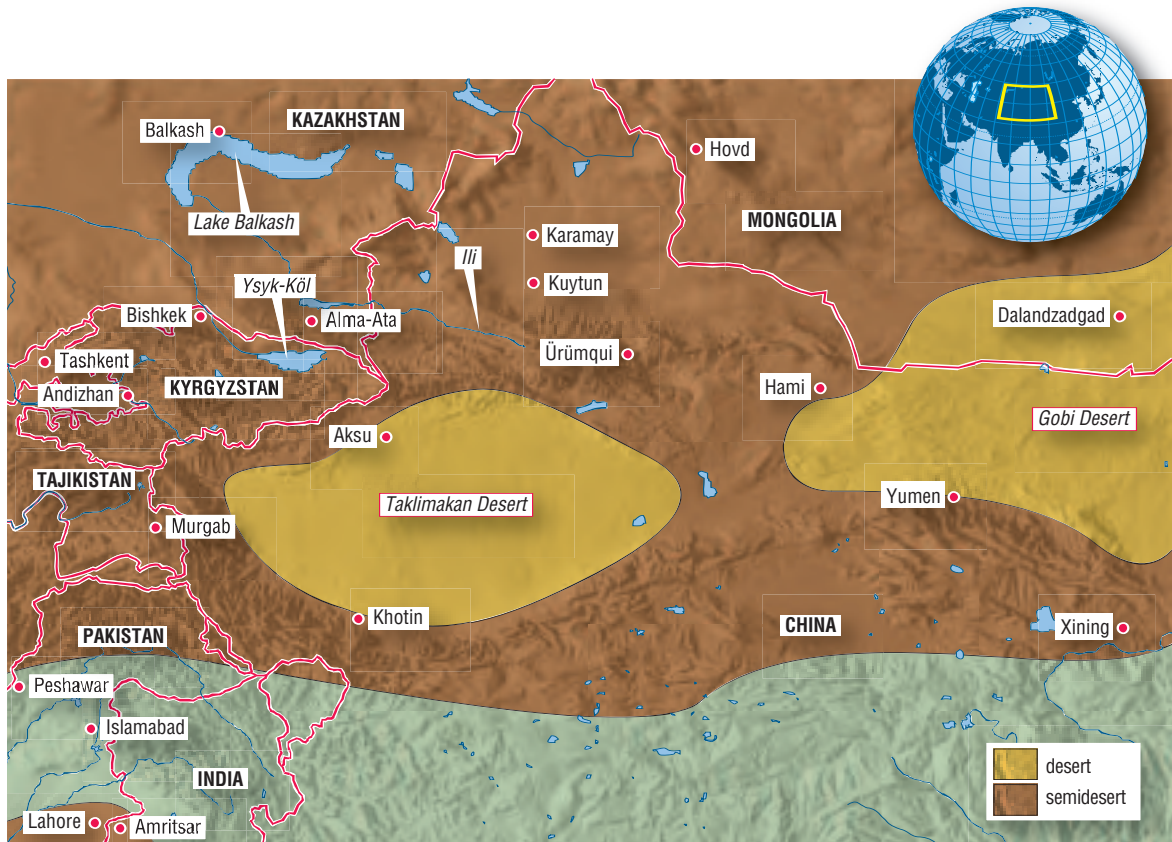 KAZAKHSTAN
Balkash
Hovd
Lake Balkash
MONGOLIA
Karamay
Ili
Kuytun
Ysyk-Köl
Bishkek
Alma-Ata
Dalandzadgad
Tashkent
Ürümqui
KYRGYZSTAN
Hami
Andizhan
Gobi Desert
Aksu
TAJIKISTAN
Taklimakan Desert
Yumen
Murgab
Khotin
PAKISTAN
CHINA
Xining
Peshawar
Islamabad
INDIA
desert
semidesert
Lahore
Amritsar